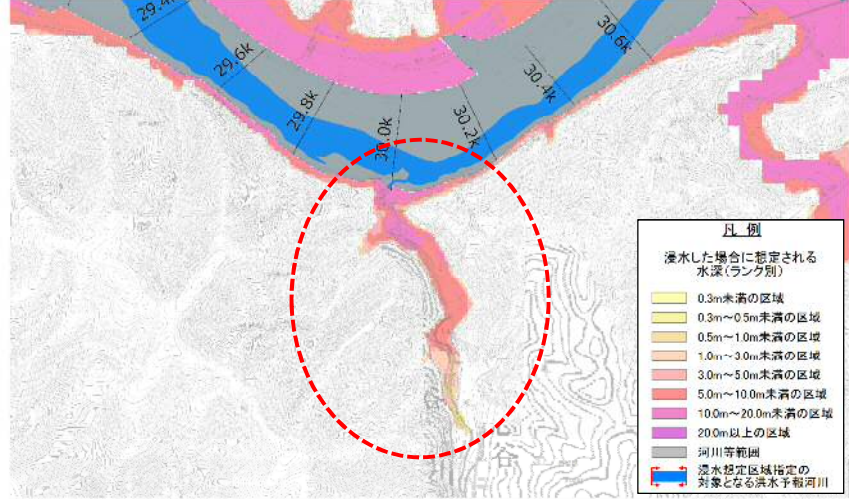 29.4k
29.6k
29.8k
30.0k
30.2k
30.4k
30.6k
凡 例
浸水した場合に想定される
水深(ランク別)
0.3m未満の区域
0.3m～0.5m未満の区域
0.5m～1.0m未満の区域
1.0m～3.0m未満の区域
3.0m～5.0m未満の区域
5.0m～10.0m未満の区域
10.0m～20.0m未満の区域
20.0m以上の区域
河川等範囲
浸水想定区域指定の
対象となる洪水予報河川